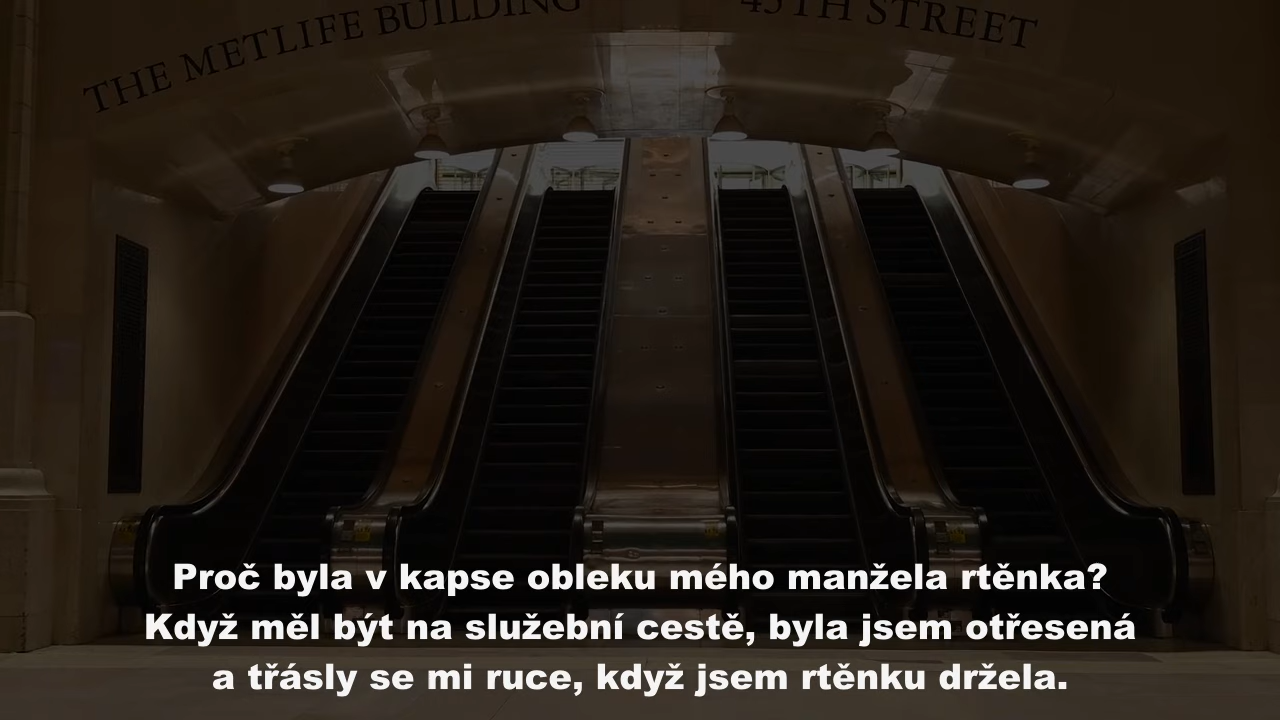 THE METLIFE BUILDING
45TH STREET
Proč byla v kapse obleku mého manžela rtěnka?
Když měl být na služební cestě, byla jsem otřesená
a třásly se mi ruce, když jsem rtěnku držela.